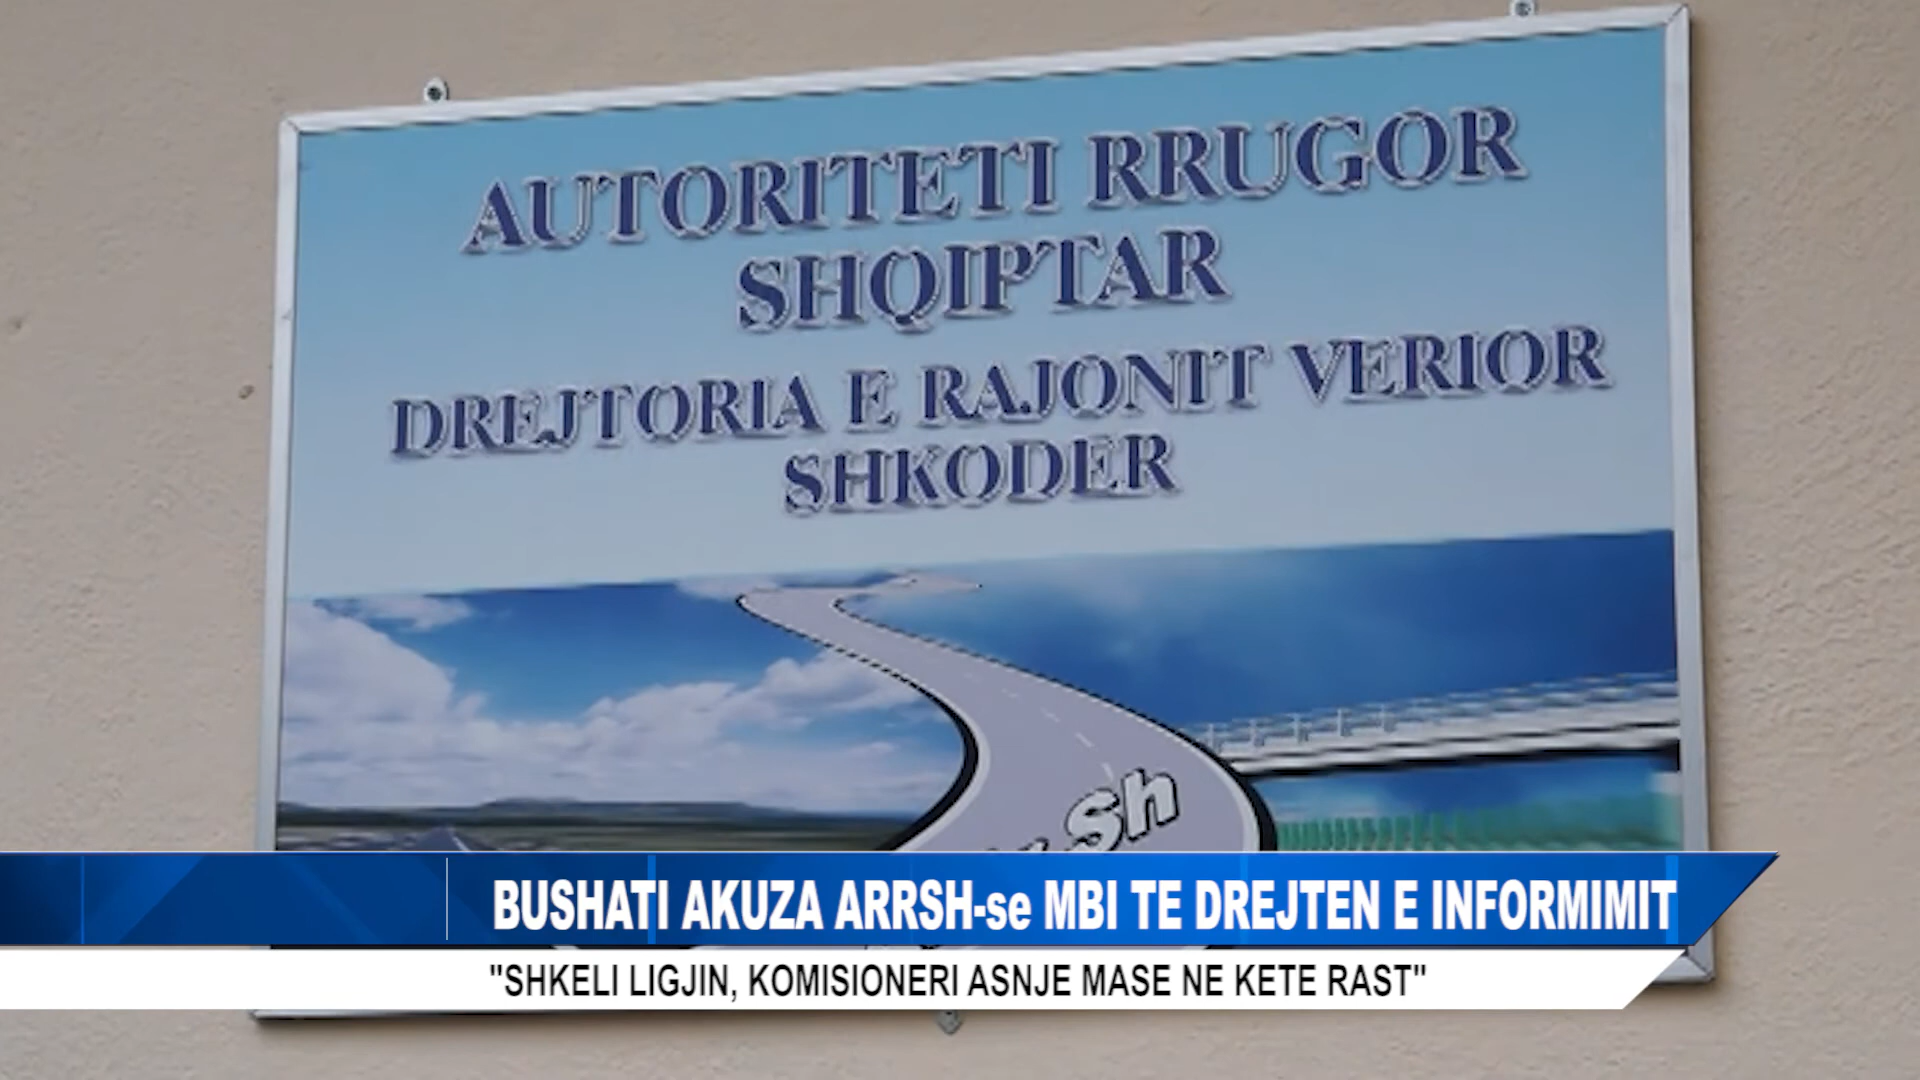 AUTORITETI RRUGOR
SHQIPTAR
DREJTORIA E RAJONIT VERIOR
SHKODER
sh
BUSHATI AKUZA ARRSH-se MBI TE DREJTEN E INFORMIMIT
"SHKELI LIGJIN, KOMISIONERI ASNJE MASE NE KETE RAST"